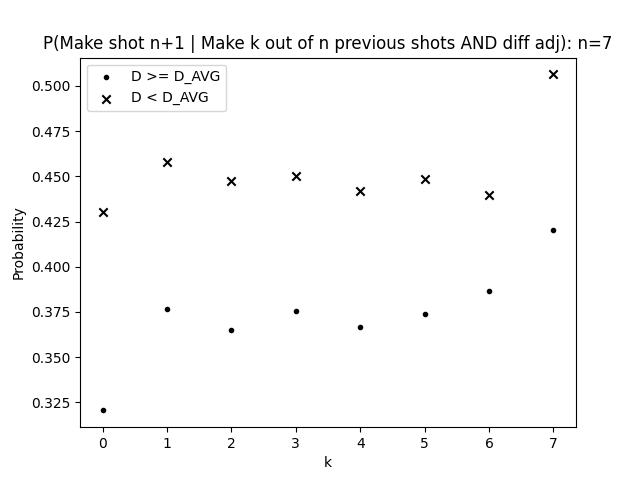 P(Make shot n+1 | Make k out of n previous shots AND diff adj): n=7
D >= D_AVG
D < D_AVG
0.500
0.475
0.450
0.425
0.400
0.375
0.350
0.325
Probability
0 1 2 3 4 5 6 7
k